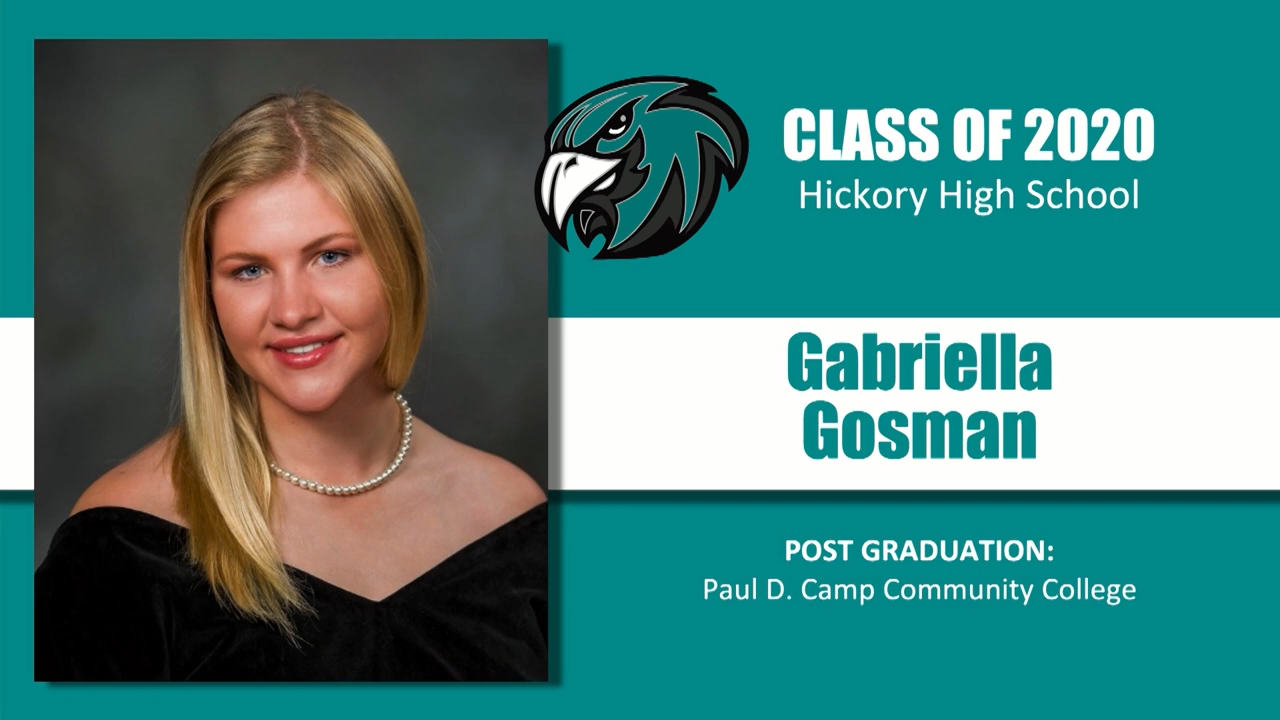 CLASS OF 2020
Hickory High School
Gabriella
Gosman
POST GRADUATION:
Paul D. Camp Community College